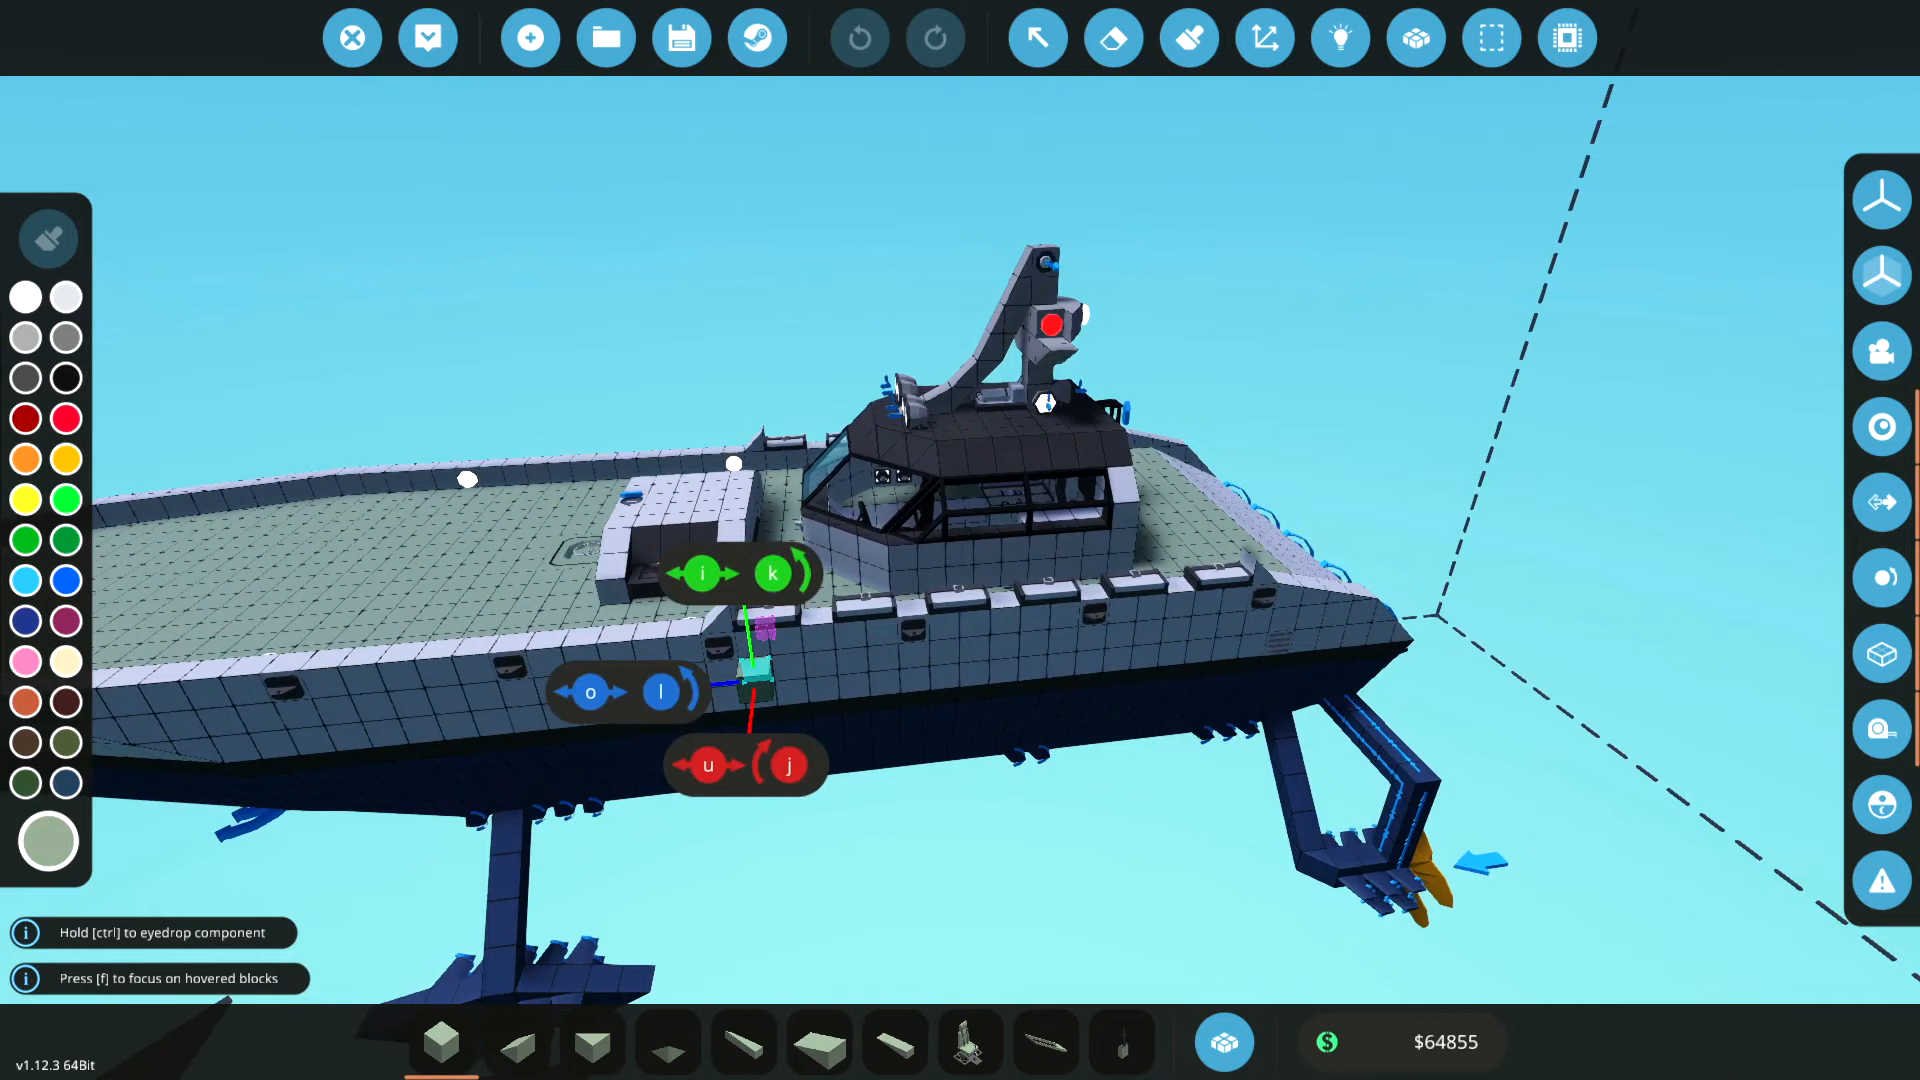 i k
o l
u j
Hold [ctrl] to eyedrop component
Press [f] to focus on hovered blocks
v1.12.3 64Bit
$64855